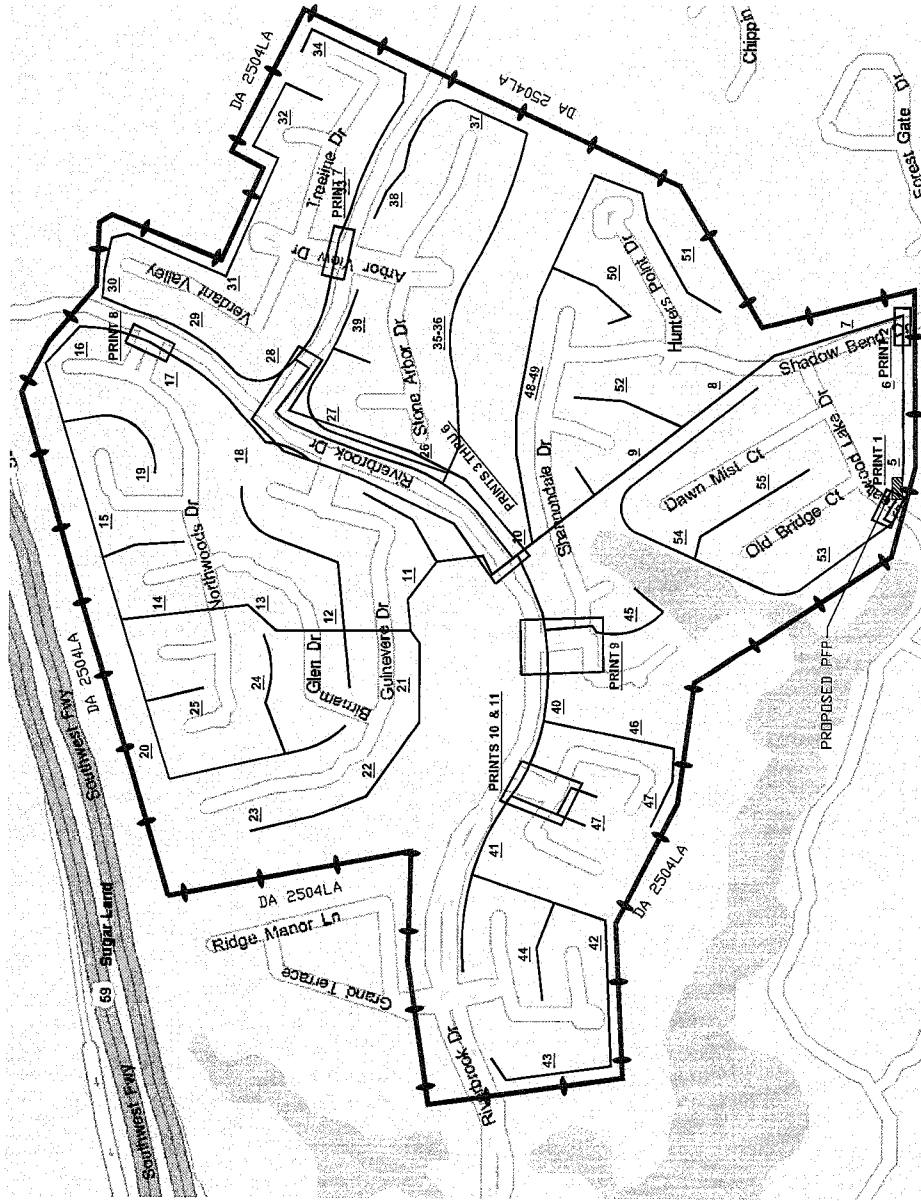 DA 2504LA
34
32
Treeline Dr
PRINT 7
37
38
DA 2504LA
Chippin
Forest Gate Dr
30
Verdant Valley
31
29
28
Arbor View Dr
39
Stone Arbor Dr
35-36
27
26
16
PRINT 8
17
18
19
15
14
Northwoods Dr
13
12
11
Riverbrook Dr
PRINTS 3 THRU 6
10
48-49
Shermondale Dr
50
51
Hunters Point Dr
52
8
9
7
Shadow Bend
PRINT 2
6
5
PRINT 1
Dawn Mist Ct
55
54
Old Bridge Ct
53
45
PRINT 9
40
46
PRINTS 10 & 11
47
47
41
44
42
43
DA 2504LA
PROPOSED PFP
25
24
Glen Dr
Birnam
Guinevere Dr
21
22
23
20
DA 2504LA
Southwest Fwy
DA 2504LA
Ridge Manor Ln
Grand Terrace
Riverbrook Dr
59
Sugar Land
Southwest Fwy